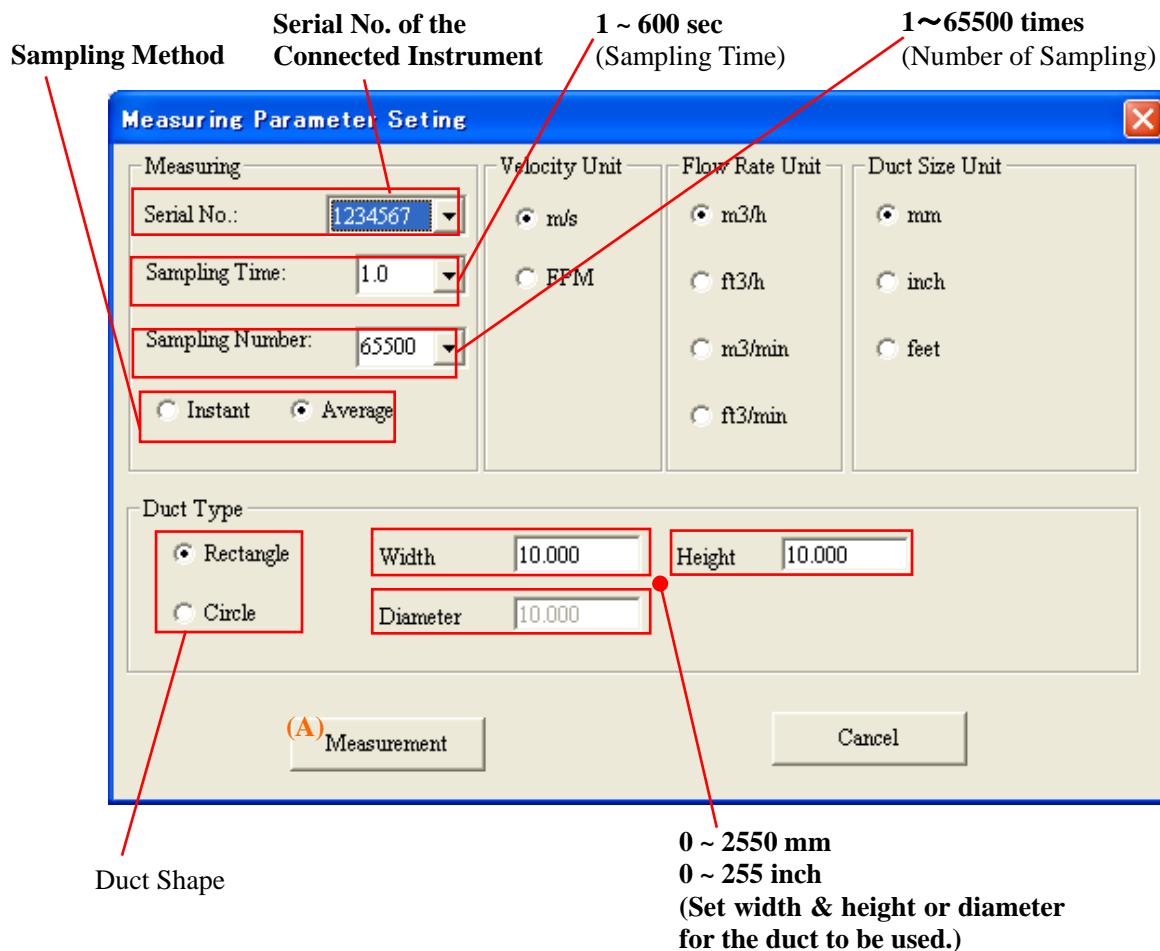 Sampling Method
Serial No. of the
Connected Instrument
1 ~ 600 sec
(Sampling Time)
1～65500 times
(Number of Sampling)
Measuring Parameter Seting
Measuring
Serial No.: 1234567
Sampling Time: 1.0
Sampling Number: 65500
Instant Average
Velocity Unit
m/s
FPM
Flow Rate Unit
m3/h
ft3/h
m3/min
ft3/min
Duct Size Unit
mm
inch
feet
Duct Type
Rectangle
Circle
Width 10.000
Height 10.000
Diameter 10.000
(A)
Measurement
Cancel
Duct Shape
0 ~ 2550 mm
0 ~ 255 inch
(Set width & height or diameter
for the duct to be used.)